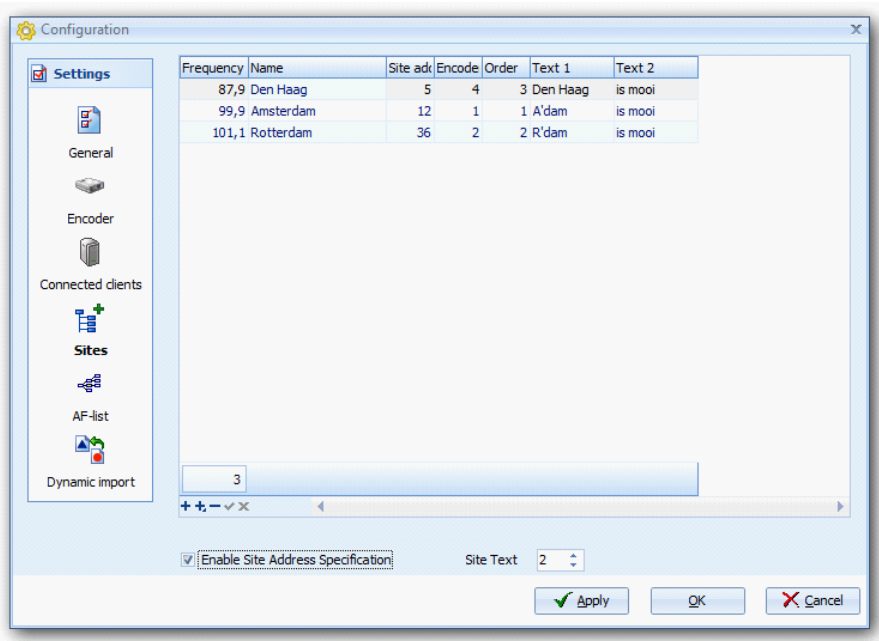 Configuration
Settings
General
Encoder
Connected clients
Sites
AF-list
Dynamic import
Frequency Name Site add Encode Order Text 1 Text 2
87,9 Den Haag 5 4 3 Den Haag is mooi
99,9 Amsterdam 12 1 1 A'dam is mooi
101,1 Rotterdam 36 2 2 R'dam is mooi
3
Enable Site Address Specification Site Text 2
Apply OK Cancel